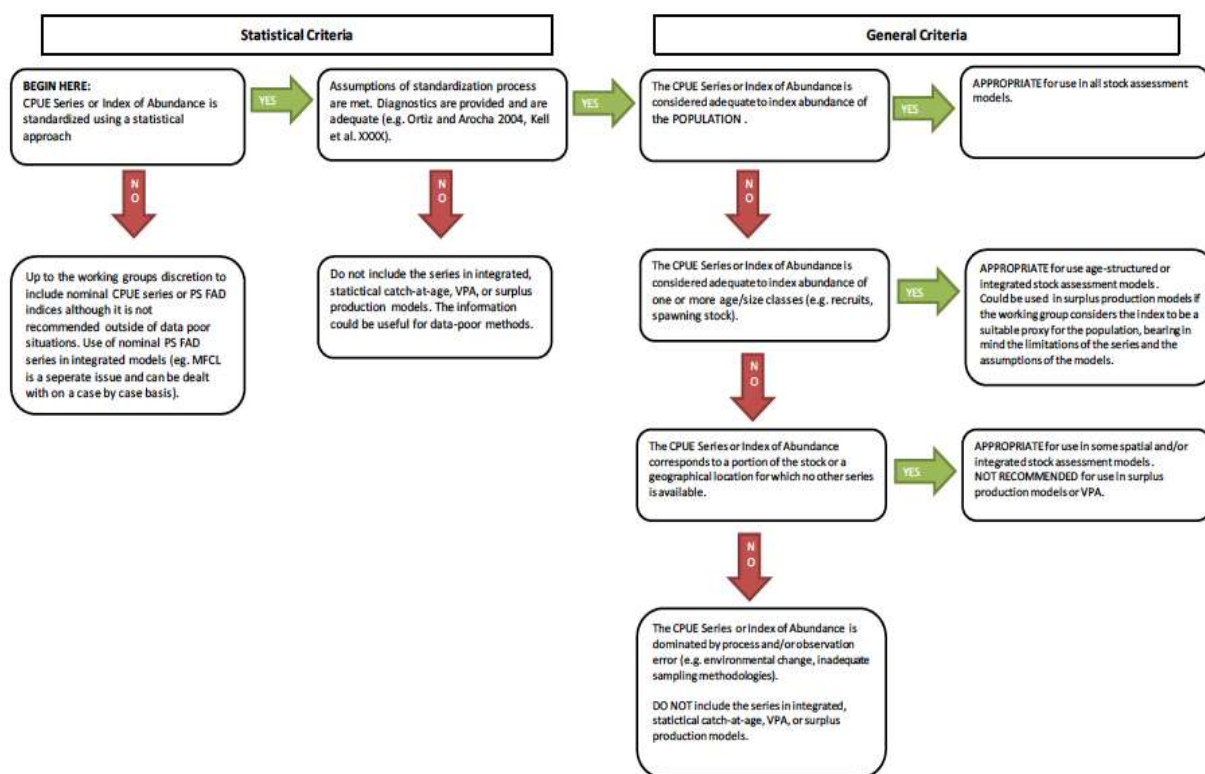 Statistical Criteria
General Criteria
BEGIN HERE:
CPUE Series or Index of Abundance is
standardized using a statistical
approach
YES
Assumptions of standardization process
are met. Diagnostics are provided and are
adequate (e.g. Ortiz and Arocha 2004, Kell
et al. XXXX).
YES
The CPUE Series or Index of Abundance is
considered adequate to index abundance of
the POPULATION .
YES
APPROPRIATE for use in all stock assessment
models.
N
O
N
O
N
O
Up to the working groups discretion to
include nominal CPUE series or PS FAD
indices although it is not
recommended outside of data poor
situations. Use of nominal PS FAD
series in integrated models (eg. MFCL
is a seperate issue and can be dealt
with on a case by case basis).
Do not include the series in integrated,
statictical catch-at-age, VPA, or surplus
production models. The information
could be useful for data-poor methods.
The CPUE Series or Index of Abundance is
considered adequate to index abundance of
one or more age/size classes (e.g. recruits,
spawning stock).
YES
APPROPRIATE for use age-structured or
integrated stock assessment models .
Could be used in surplus production models if
the working group considers the index to be a
suitable proxy for the population, bearing in
mind the limitations of the series and the
assumptions of the models.
N
O
The CPUE Series or Index of Abundance
corresponds to a portion of the stock or a
geographical location for which no other series
is available.
YES
APPROPRIATE for use in some spatial and/or
integrated stock assessment models .
NOT RECOMMENDED for use in surplus
production models or VPA.
N
O
The CPUE Series or Index of Abundance is
dominated by process and/or observation
error (e.g. environmental change, inadequate
sampling methodologies).
DO NOT include the series in integrated,
statictical catch-at-age, VPA, or surplus
production models.